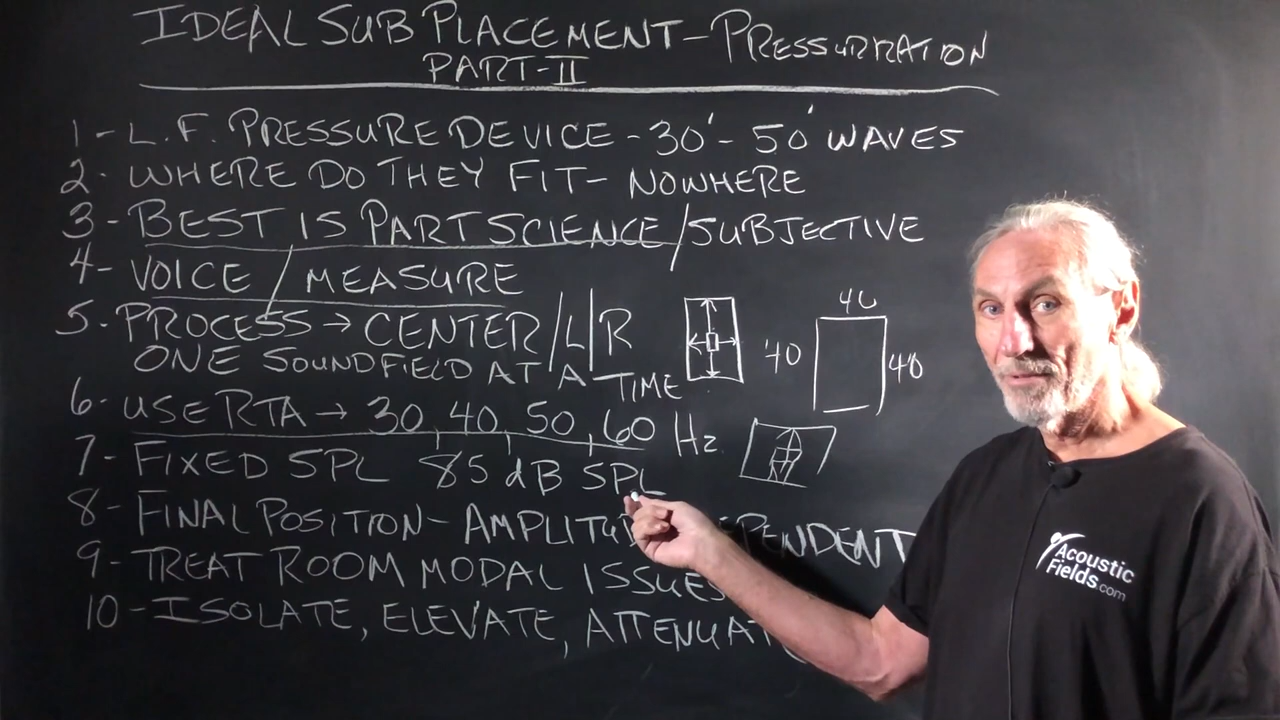 IDEAL SUB PLACEMENT - PRESSURIZATION
PART-II
1 - L.F. PRESSURE DEVICE - 30' - 50' WAVES
2 - WHERE DO THEY FIT - NOWHERE
3 - BEST IS PART SCIENCE / SUBJECTIVE
4 - VOICE / MEASURE
5. PROCESS → CENTER / L / R
ONE SOUNDFIELD AT A TIME
6 - USE RTA → 30, 40, 50, 60 Hz
7 - FIXED SPL 85 dB SPL
8 - FINAL POSITION - AMPLITUDE DEPENDENT
9 - TREAT ROOM MODAL ISSUES
10 - ISOLATE, ELEVATE, ATTENUATE
40
40
40
Acoustic
Fields.com